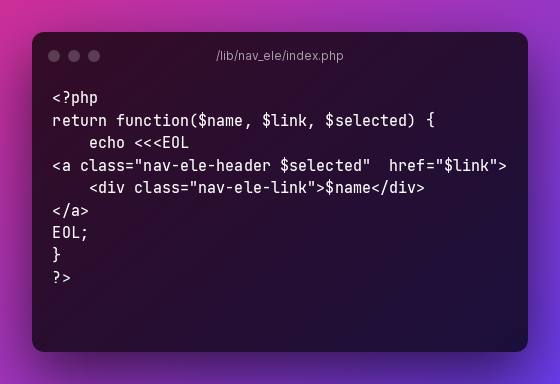 /lib/nav_ele/index.php
<?php
return function($name, $link, $selected) {
    echo <<<EOL
<a class="nav-ele-header $selected"  href="$link">
    <div class="nav-ele-link">$name</div>
</a>
EOL;
}
?>